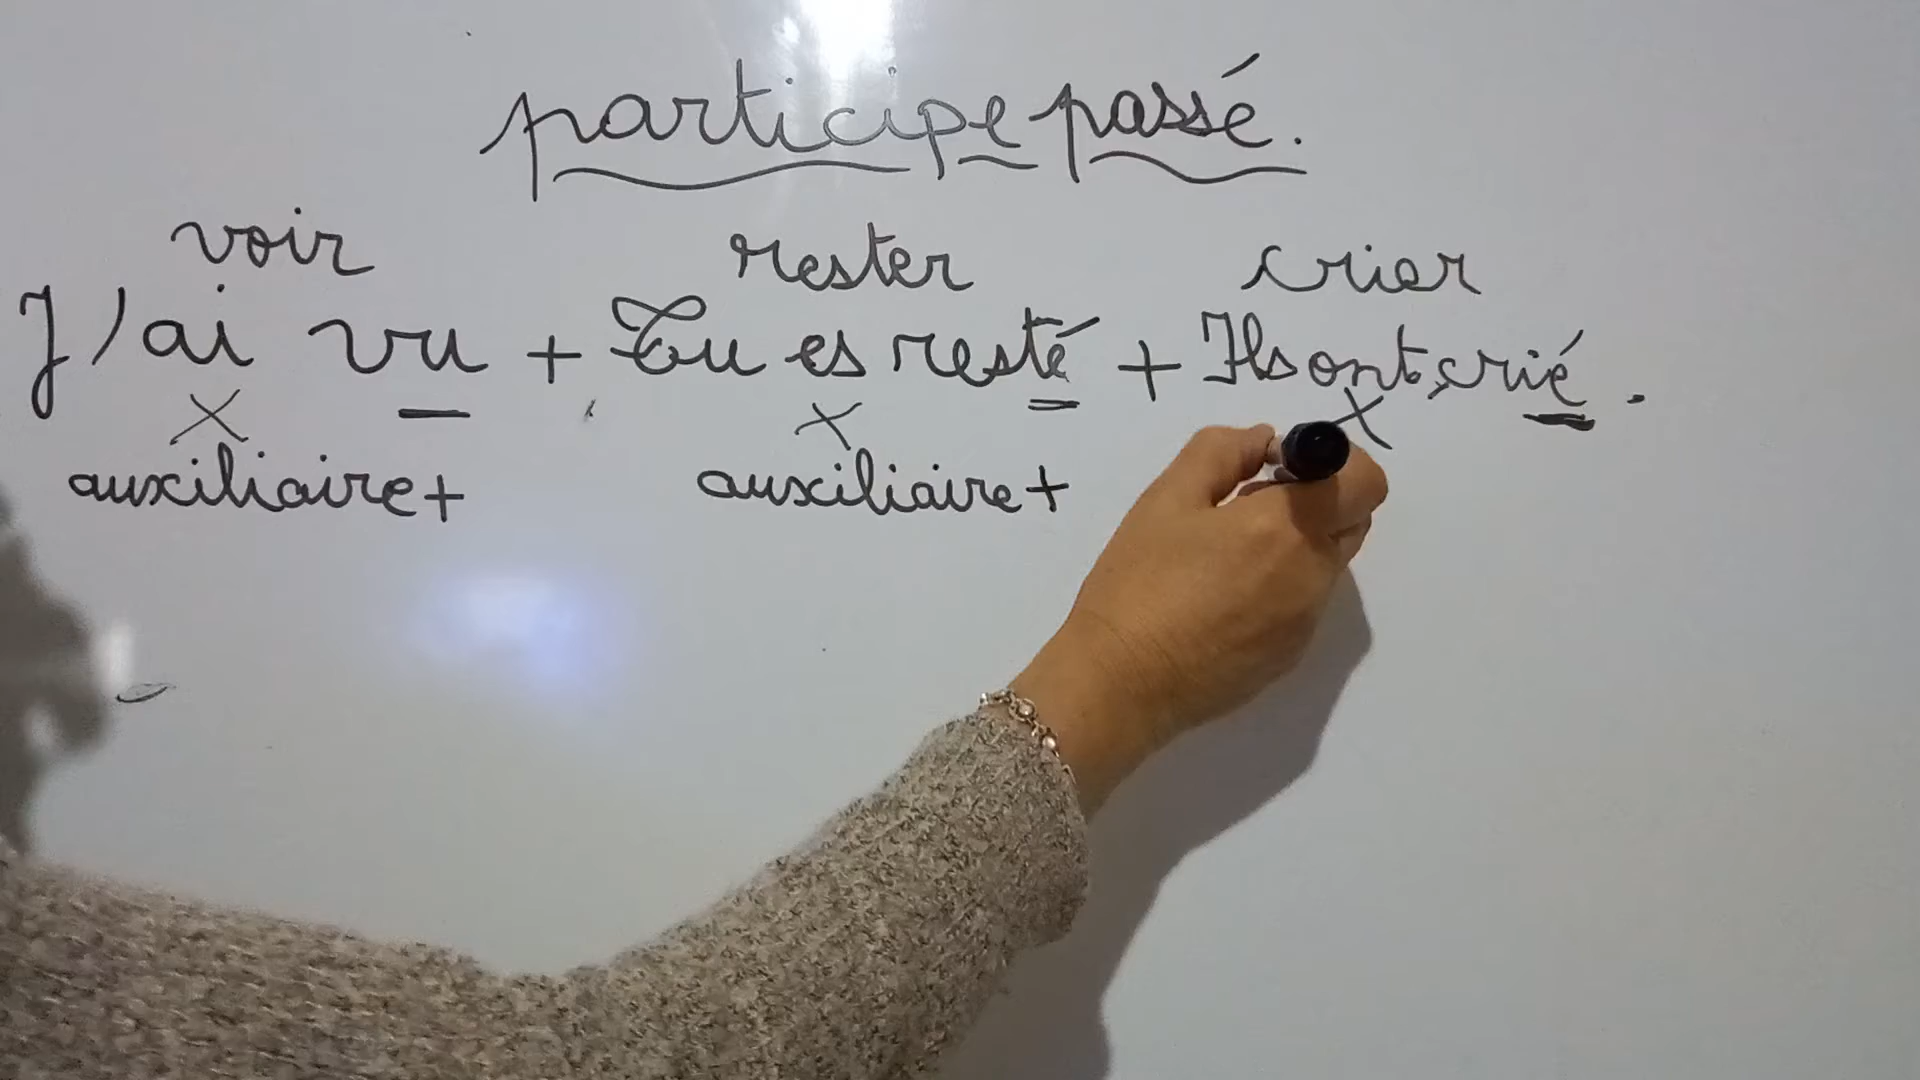 participe passé.
voir rester crier
J'ai vu + Tu es resté + Ils ont crié.
auxiliaire + auxiliaire +